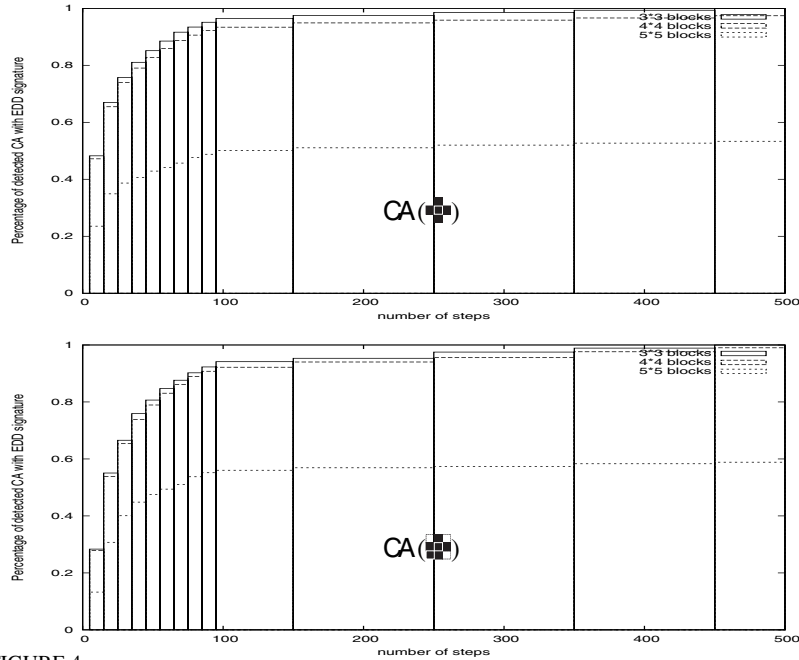 1
0.8
0.6
0.4
0.2
0
Percentage of detected CA with EDD signature
3*3 blocks
4*4 blocks
5*5 blocks
CA( )
0 100 200 300 400 500
number of steps
1
0.8
0.6
0.4
0.2
0
Percentage of detected CA with EDD signature
3*3 blocks
4*4 blocks
5*5 blocks
CA( )
0 100 200 300 400 500
number of steps
FIGURE 4